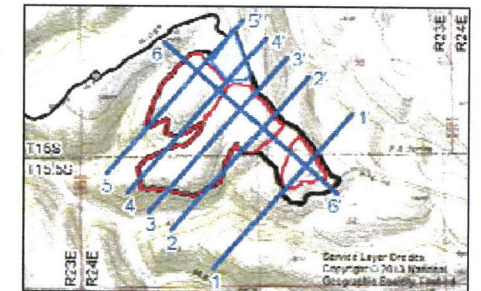 5'
4'
3'
2'
1'
6
R23E
R24E
T16S
T15.5S
5
4
3
2
1
6'
R23E
R24E
Service Layer Credits:
Copyright:© 2013 National
Geographic Society,